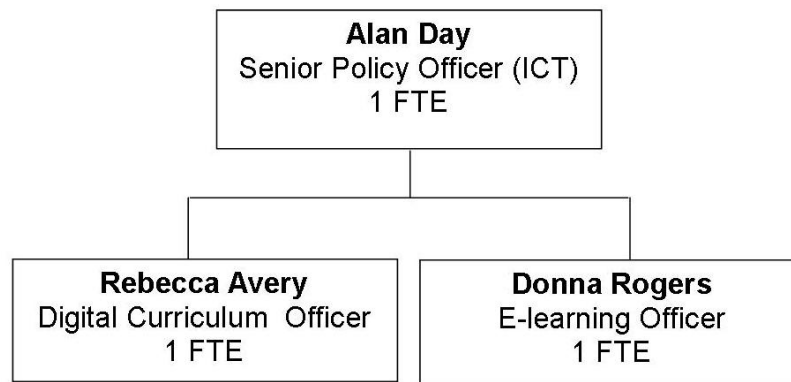 Alan Day
Senior Policy Officer (ICT)
1 FTE
Rebecca Avery
Digital Curriculum  Officer
1 FTE
Donna Rogers
E-learning Officer
1 FTE